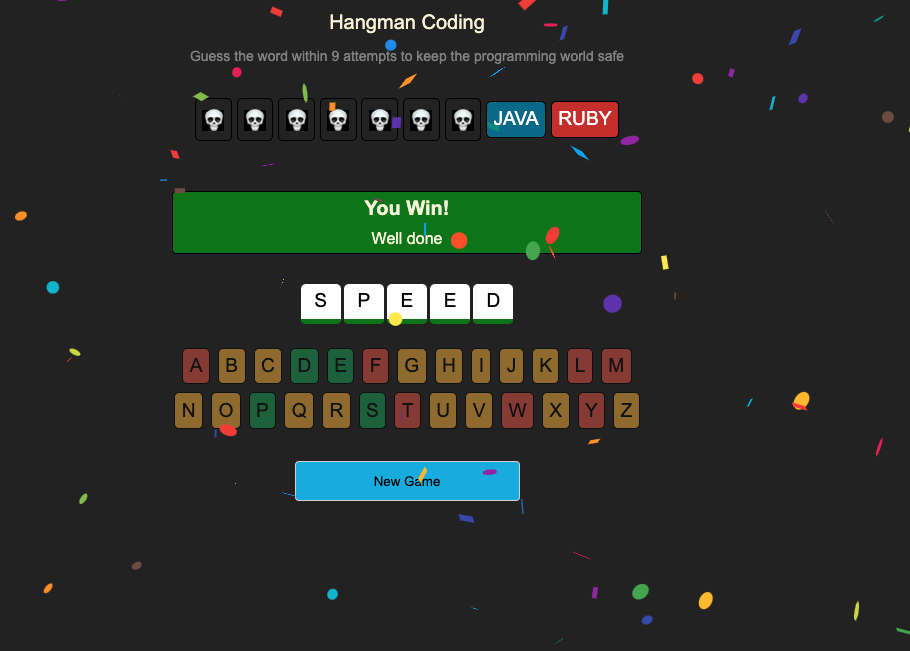 Hangman Coding
Guess the word within 9 attempts to keep the programming world safe
JAVA RUBY
You Win!
Well done
S P E E D
A B C D E F G H I J K L M
N O P Q R S T U V W X Y Z
New Game